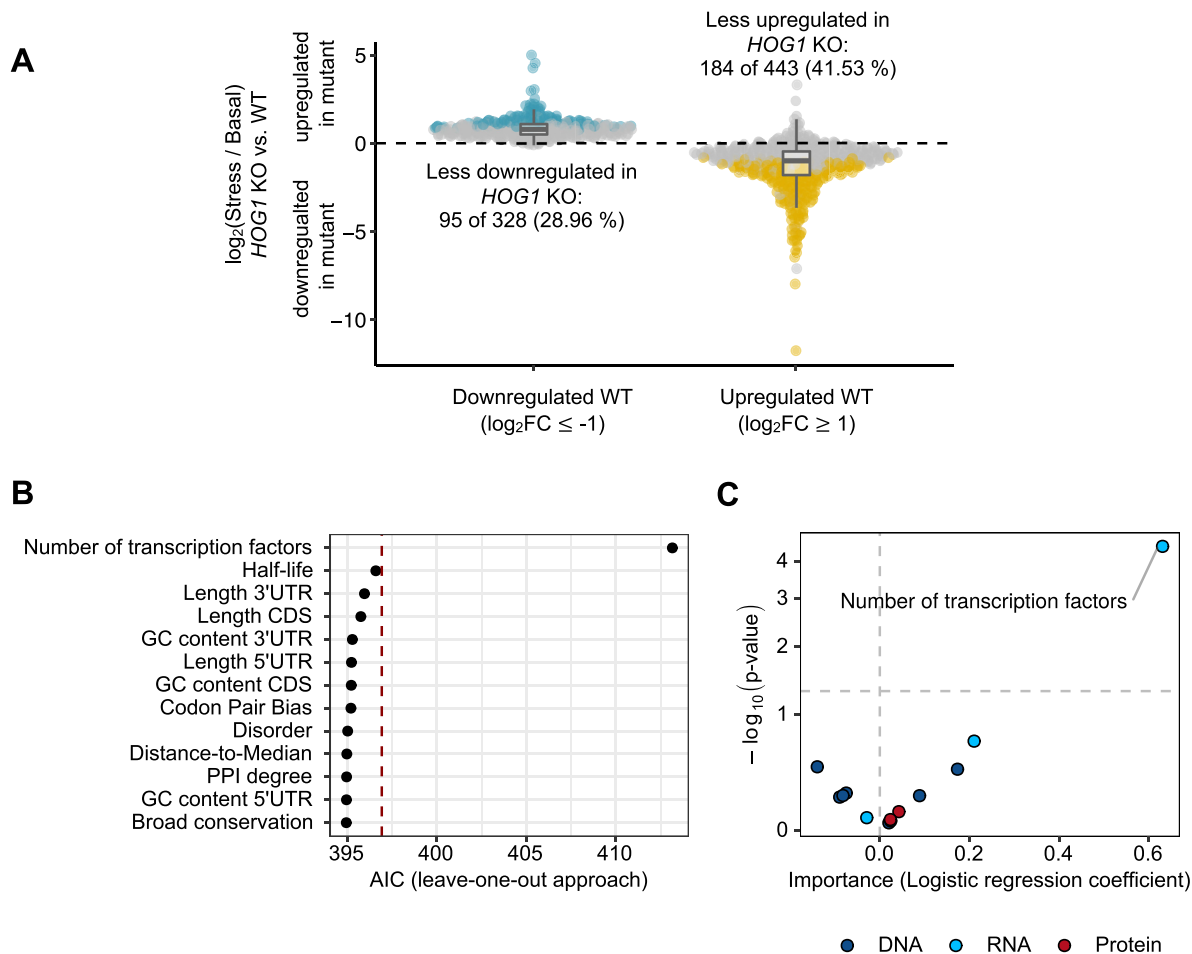 A
log2(Stress / Basal)
HOG1 KO vs. WT
upregulated
in mutant
downregualted
in mutant
5
0
−5
−10
Less upregulated in
HOG1 KO:
184 of 443 (41.53 %)
Less downregulated in
HOG1 KO:
95 of 328 (28.96 %)
Downregulated WT
(log2FC ≤ -1)
Upregulated WT
(log2FC ≥ 1)
B
Number of transcription factors
Half-life
Length 3'UTR
Length CDS
GC content 3'UTR
Length 5'UTR
GC content CDS
Codon Pair Bias
Disorder
Distance-to-Median
PPI degree
GC content 5'UTR
Broad conservation
395 400 405 410
AIC (leave-one-out approach)
C
− log10(p-value)
4
3
2
1
0
Number of transcription factors
0.0 0.2 0.4 0.6
Importance (Logistic regression coefficient)
DNA RNA Protein